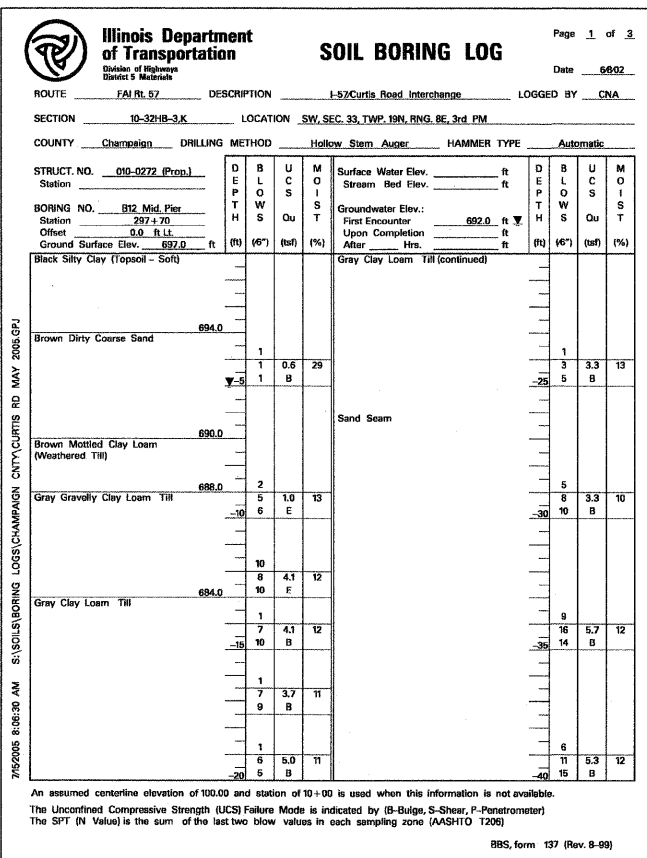 Illinois Department of Transportation
Division of Highways
District 5 Materials
SOIL BORING LOG
Page 1 of 3
Date 6/6/02
ROUTE FAI Rt. 57 DESCRIPTION I-57/Curtis Road Interchange LOGGED BY CNA
SECTION 10-32HB-3,K LOCATION SW, SEC. 33, TWP. 19N, RNG. 8E, 3rd PM
COUNTY Champaign DRILLING METHOD Hollow Stem Auger HAMMER TYPE Automatic
STRUCT. NO. 010-0272 (Prop.)
Station
BORING NO. B12 Mid. Pier
Station 297+70
Offset 0.0 ft Lt.
Ground Surface Elev. 697.0 ft
DEPTH (ft)
BLOWS (/6")
UCS Qu (tsf)
MOIST (%)
Surface Water Elev. ft
Stream Bed Elev. ft
Groundwater Elev.:
First Encounter 692.0 ft
Upon Completion ft
After Hrs. ft
DEPTH (ft)
BLOWS (/6")
UCS Qu (tsf)
MOIST (%)
Black Silty Clay (Topsoil - Soft)
694.0
Brown Dirty Coarse Sand
1
1 0.6 29
-5 1 B
690.0
Brown Mottled Clay Loam
(Weathered Till)
688.0 2
Gray Gravelly Clay Loam Till 5 1.0 13
-10 6 E
10
8 4.1 12
684.0 10 E
Gray Clay Loam Till
1
7 4.1 12
-15 10 B
1
7 3.7 11
9 B
1
6 5.0 11
-20 5 B
Gray Clay Loam Till (continued)
1
3 3.3 13
-25 5 B
Sand Seam
5
8 3.3 10
-30 10 B
9
16 5.7 12
-35 14 B
6
11 5.3 12
-40 15 B
An assumed centerline elevation of 100.00 and station of 10+00 is used when this information is not available.
The Unconfined Compressive Strength (UCS) Failure Mode is indicated by (B-Bulge, S-Shear, P-Penetrometer)
The SPT (N Value) is the sum of the last two blow values in each sampling zone (AASHTO T206)
BBS, form 137 (Rev. 8-99)
7/15/2005 8:06:30 AM S:\SOILS\BORING LOGS\CHAMPAIGN CNTY\CURTIS RD MAY 2005.GPJ